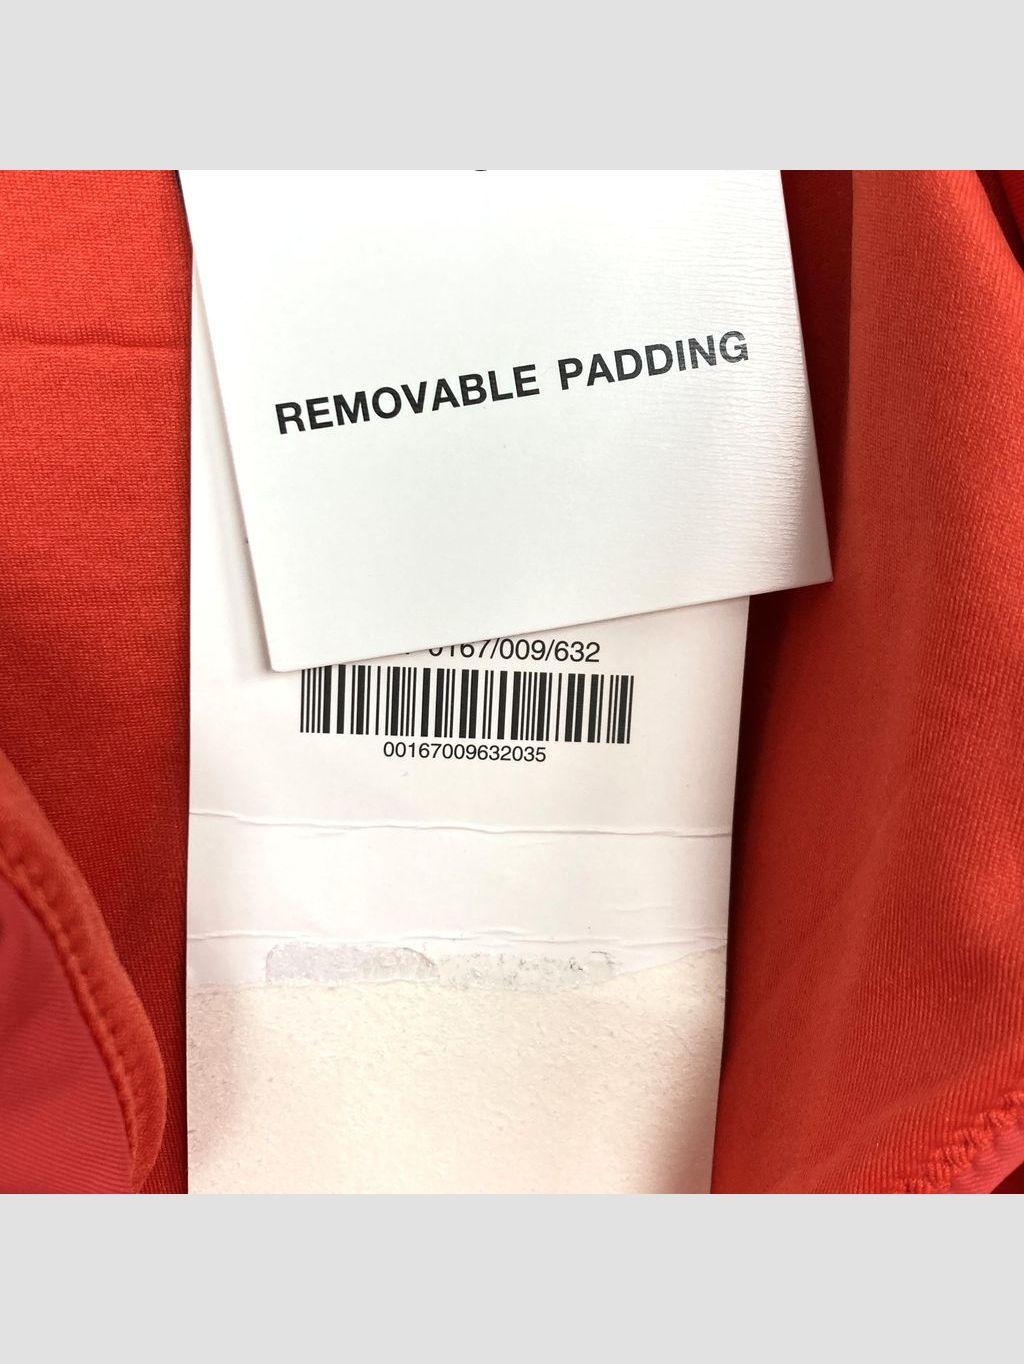 REMOVABLE PADDING
0167/009/632
00167009632035